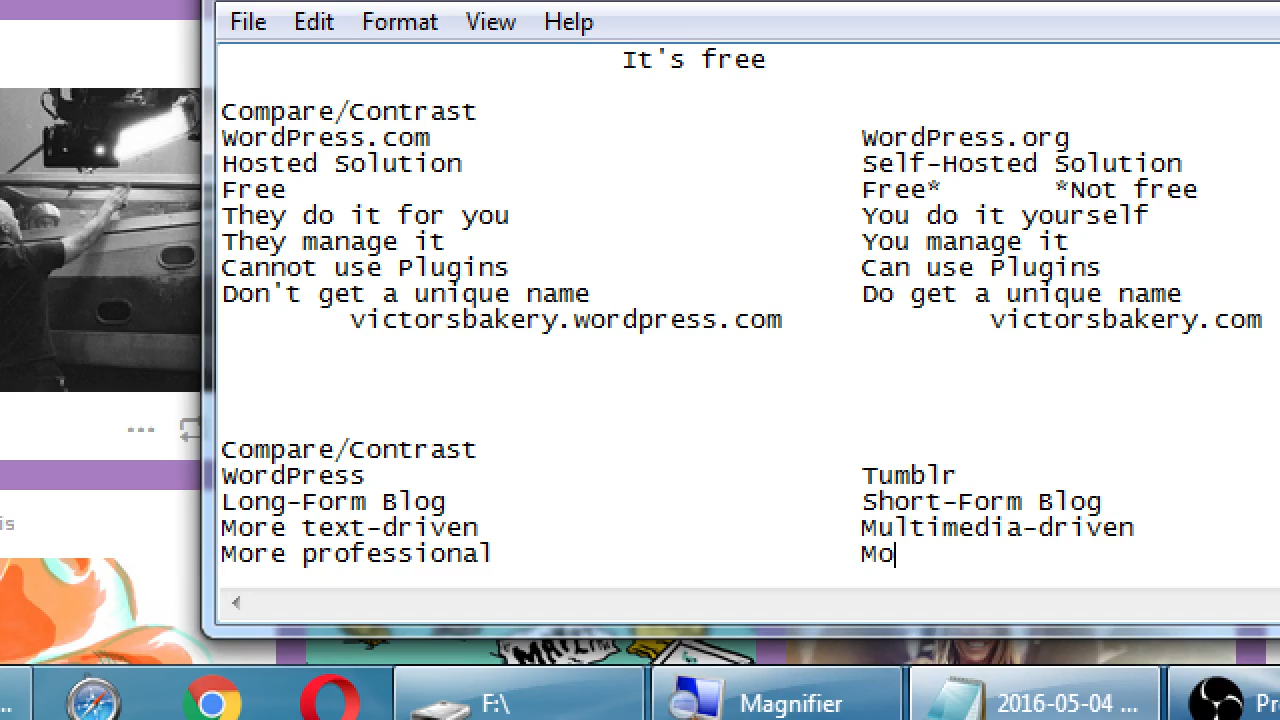 File Edit Format View Help
It's free
Compare/Contrast
WordPress.com WordPress.org
Hosted Solution Self-Hosted Solution
Free Free* *Not free
They do it for you You do it yourself
They manage it You manage it
Cannot use Plugins Can use Plugins
Don't get a unique name Do get a unique name
victorsbakery.wordpress.com victorsbakery.com
Compare/Contrast
WordPress Tumblr
Long-Form Blog Short-Form Blog
More text-driven Multimedia-driven
More professional Mo
is
F:\ Magnifier 2016-05-04 ... Pr